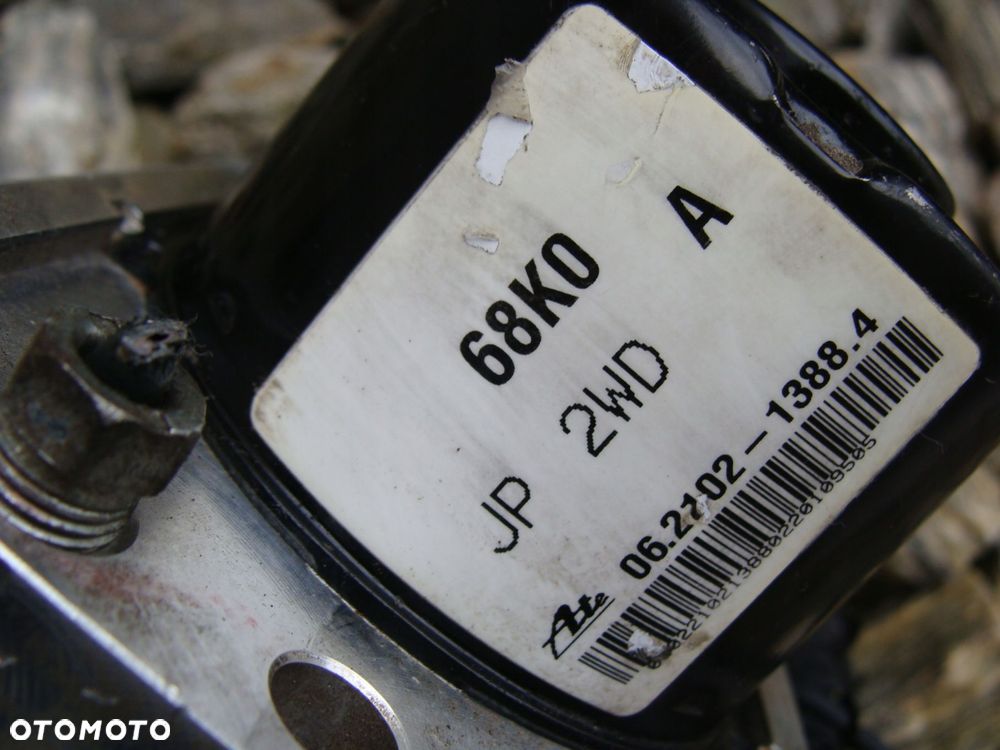 68K0 A
JP 2WD
06.2102-1388.4
Ate
OTOMOTO